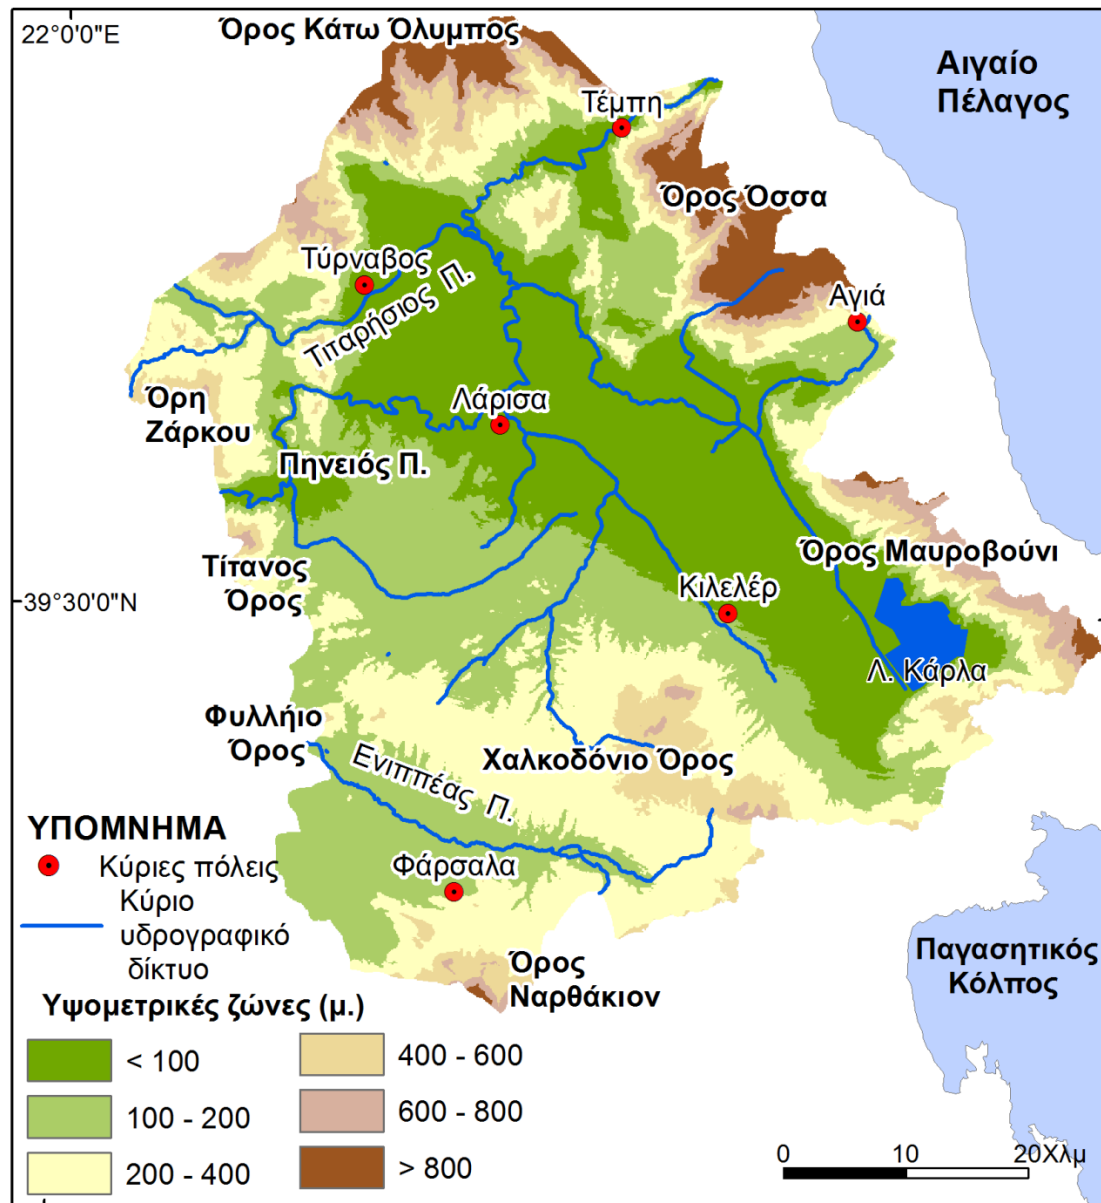 22°0'0"E
Όρος Κάτω Όλυμπος
Αιγαίο
Πέλαγος
Τέμπη
Όρος Όσσα
Τύρναβος
Τιταρήσιος Π.
Αγιά
Όρη
Ζάρκου
Λάρισα
Πηνειός Π.
Όρος Μαυροβούνι
Τίτανος
Όρος
Κιλελέρ
39°30'0"N
Λ. Κάρλα
Φυλλήιο
Όρος
Ενιππέας Π.
Χαλκοδόνιο Όρος
ΥΠΟΜΝΗΜΑ
Κύριες πόλεις
Κύριο
υδρογραφικό
δίκτυο
Φάρσαλα
Όρος
Ναρθάκιον
Παγασητικός
Κόλπος
Υψομετρικές ζώνες (μ.)
< 100
100 - 200
200 - 400
400 - 600
600 - 800
> 800
0 10 20Χλμ